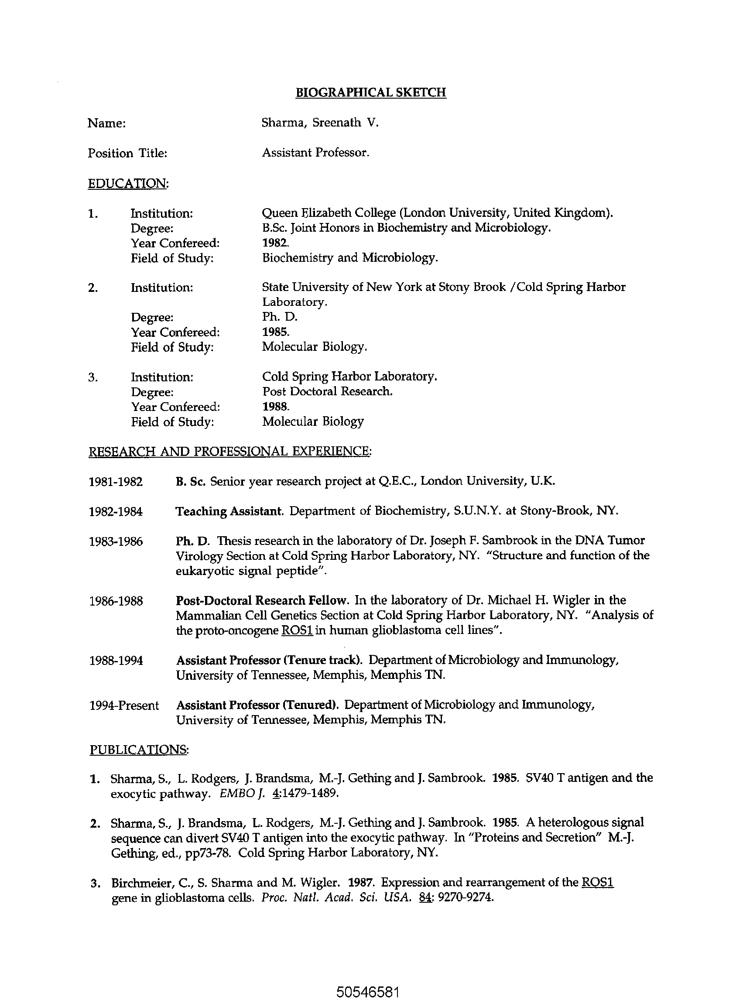 BIOGRAPHICAL SKETCH
Name: Sharma, Sreenath V.
Position Title: Assistant Professor.
EDUCATION:
1. Institution: Queen Elizabeth College (London University, United Kingdom).
Degree: B.Sc. Joint Honors in Biochemistry and Microbiology.
Year Confereed: 1982.
Field of Study: Biochemistry and Microbiology.
2. Institution: State University of New York at Stony Brook /Cold Spring Harbor
Laboratory.
Degree: Ph. D.
Year Confereed: 1985.
Field of Study: Molecular Biology.
3. Institution: Cold Spring Harbor Laboratory.
Degree: Post Doctoral Research.
Year Confereed: 1988.
Field of Study: Molecular Biology
RESEARCH AND PROFESSIONAL EXPERIENCE:
1981-1982 B. Sc. Senior year research project at Q.E.C., London University, U.K.
1982-1984 Teaching Assistant. Department of Biochemistry, S.U.N.Y. at Stony-Brook, NY.
1983-1986 Ph. D. Thesis research in the laboratory of Dr. Joseph F. Sambrook in the DNA Tumor
Virology Section at Cold Spring Harbor Laboratory, NY. "Structure and function of the
eukaryotic signal peptide".
1986-1988 Post-Doctoral Research Fellow. In the laboratory of Dr. Michael H. Wigler in the
Mammalian Cell Genetics Section at Cold Spring Harbor Laboratory, NY. "Analysis of
the proto-oncogene ROS1 in human glioblastoma cell lines".
1988-1994 Assistant Professor (Tenure track). Department of Microbiology and Immunology,
University of Tennessee, Memphis, Memphis TN.
1994-Present Assistant Professor (Tenured). Department of Microbiology and Immunology,
University of Tennessee, Memphis, Memphis TN.
PUBLICATIONS:
1. Sharma, S., L. Rodgers, J. Brandsma, M.-J. Gething and J. Sambrook. 1985. SV40 T antigen and the
exocytic pathway. EMBO J. 4:1479-1489.
2. Sharma, S., J. Brandsma, L. Rodgers, M.-J. Gething and J. Sambrook. 1985. A heterologous signal
sequence can divert SV40 T antigen into the exocytic pathway. In "Proteins and Secretion" M.-J.
Gething, ed., pp73-78. Cold Spring Harbor Laboratory, NY.
3. Birchmeier, C., S. Sharma and M. Wigler. 1987. Expression and rearrangement of the ROS1
gene in glioblastoma cells. Proc. Natl. Acad. Sci. USA. 84: 9270-9274.
50546581